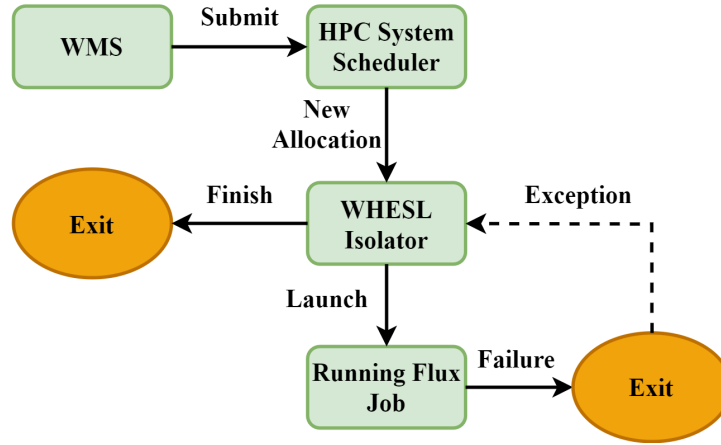 Submit
WMS
HPC System
Scheduler
New
Allocation
Finish
Exception
Exit
WHESL
Isolator
Launch
Running Flux
Job
Failure
Exit